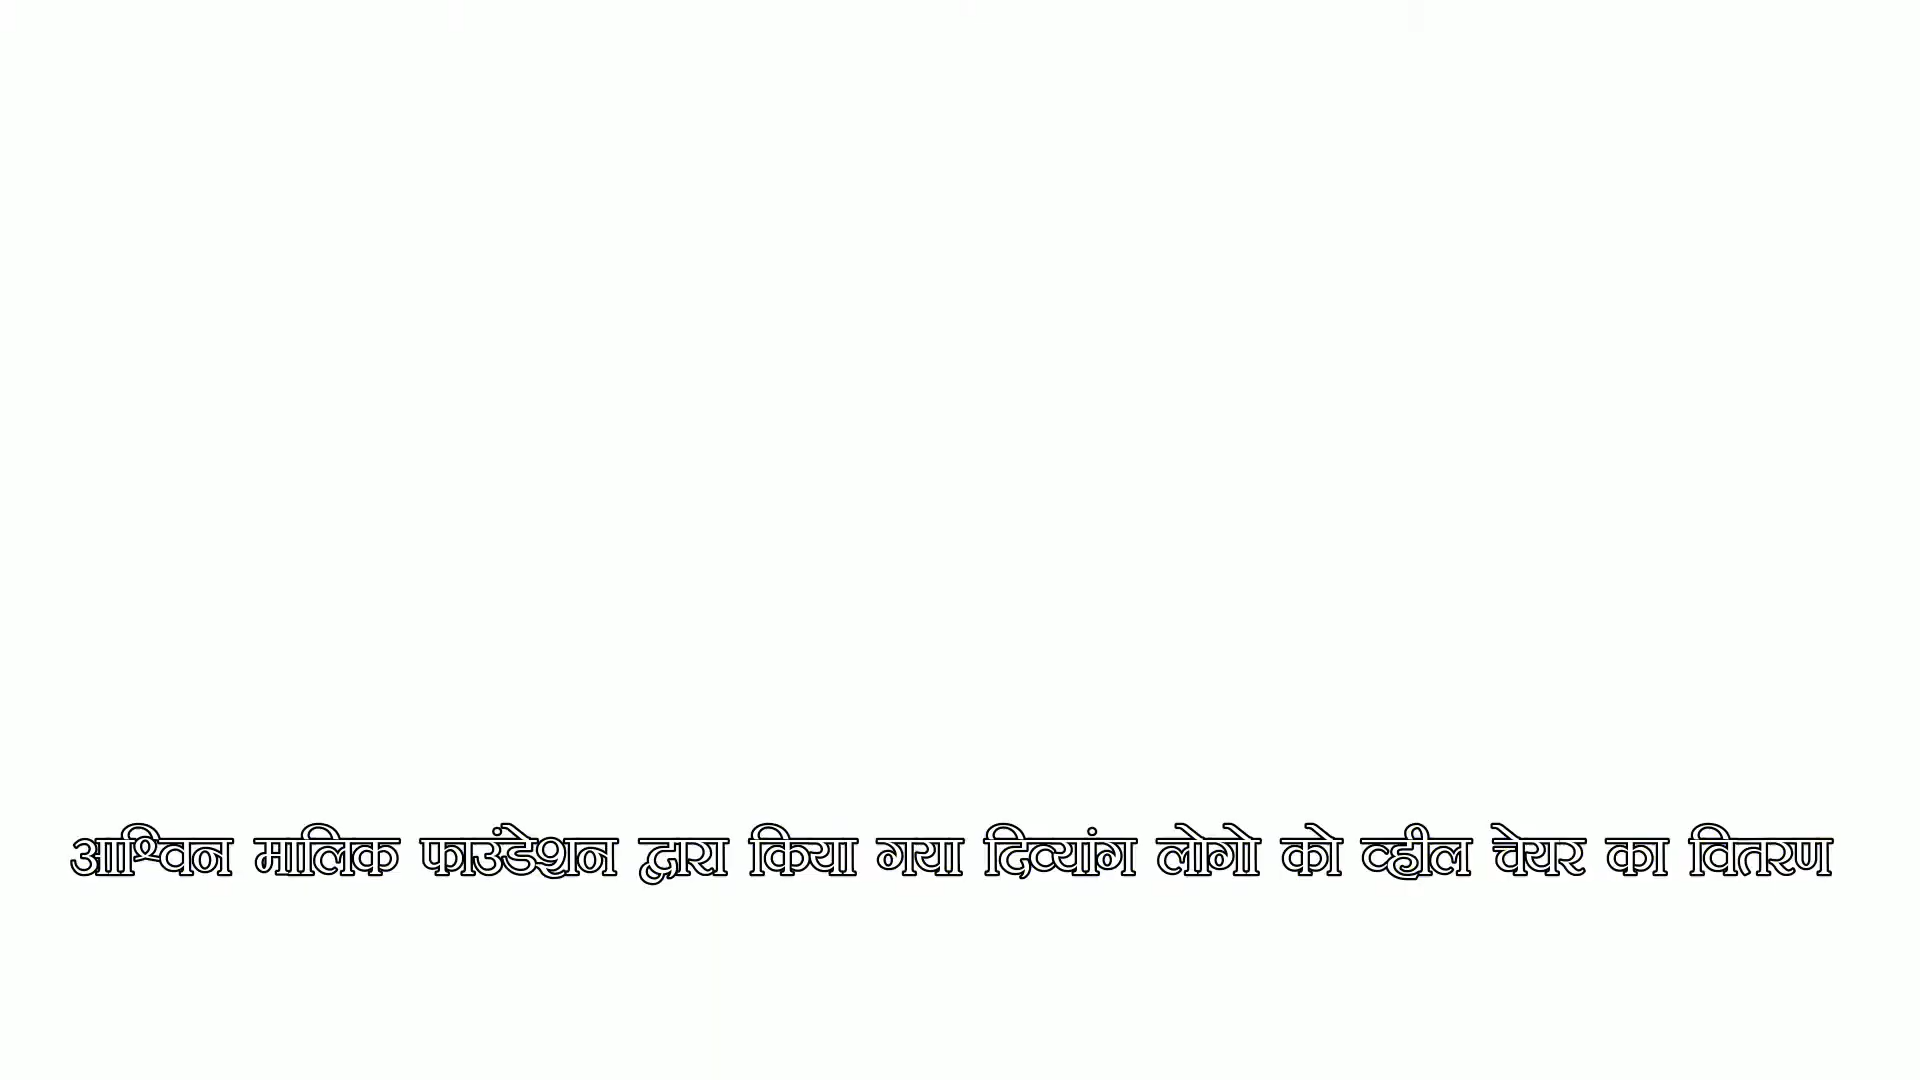 आश्विन मालिक फाउंडेशन द्वारा किया गया दिव्यांग लोगो को व्हील चेयर का वितरण